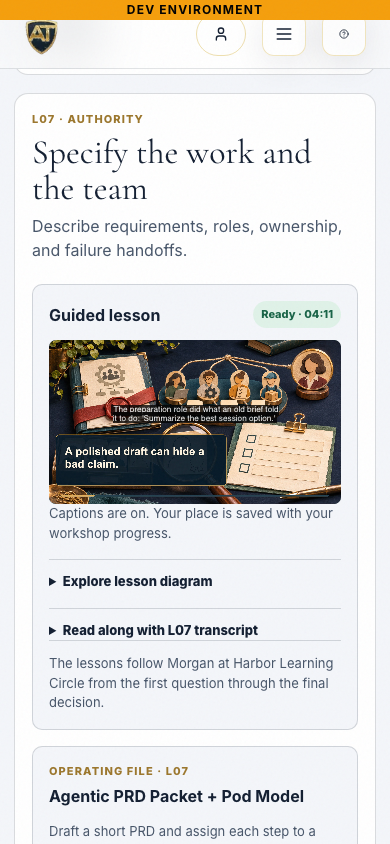 DEV ENVIRONMENT
AT
L07 · AUTHORITY
Specify the work and
the team
Describe requirements, roles, ownership,
and failure handoffs.
Guided lesson
Ready · 04:11
The preparation role did what an old brief told
it to do: 'Summarize the best session option.'
A polished draft can hide a
bad claim.
Captions are on. Your place is saved with your
workshop progress.
Explore lesson diagram
Read along with L07 transcript
The lessons follow Morgan at Harbor Learning
Circle from the first question through the final
decision.
OPERATING FILE · L07
Agentic PRD Packet + Pod Model
Draft a short PRD and assign each step to a